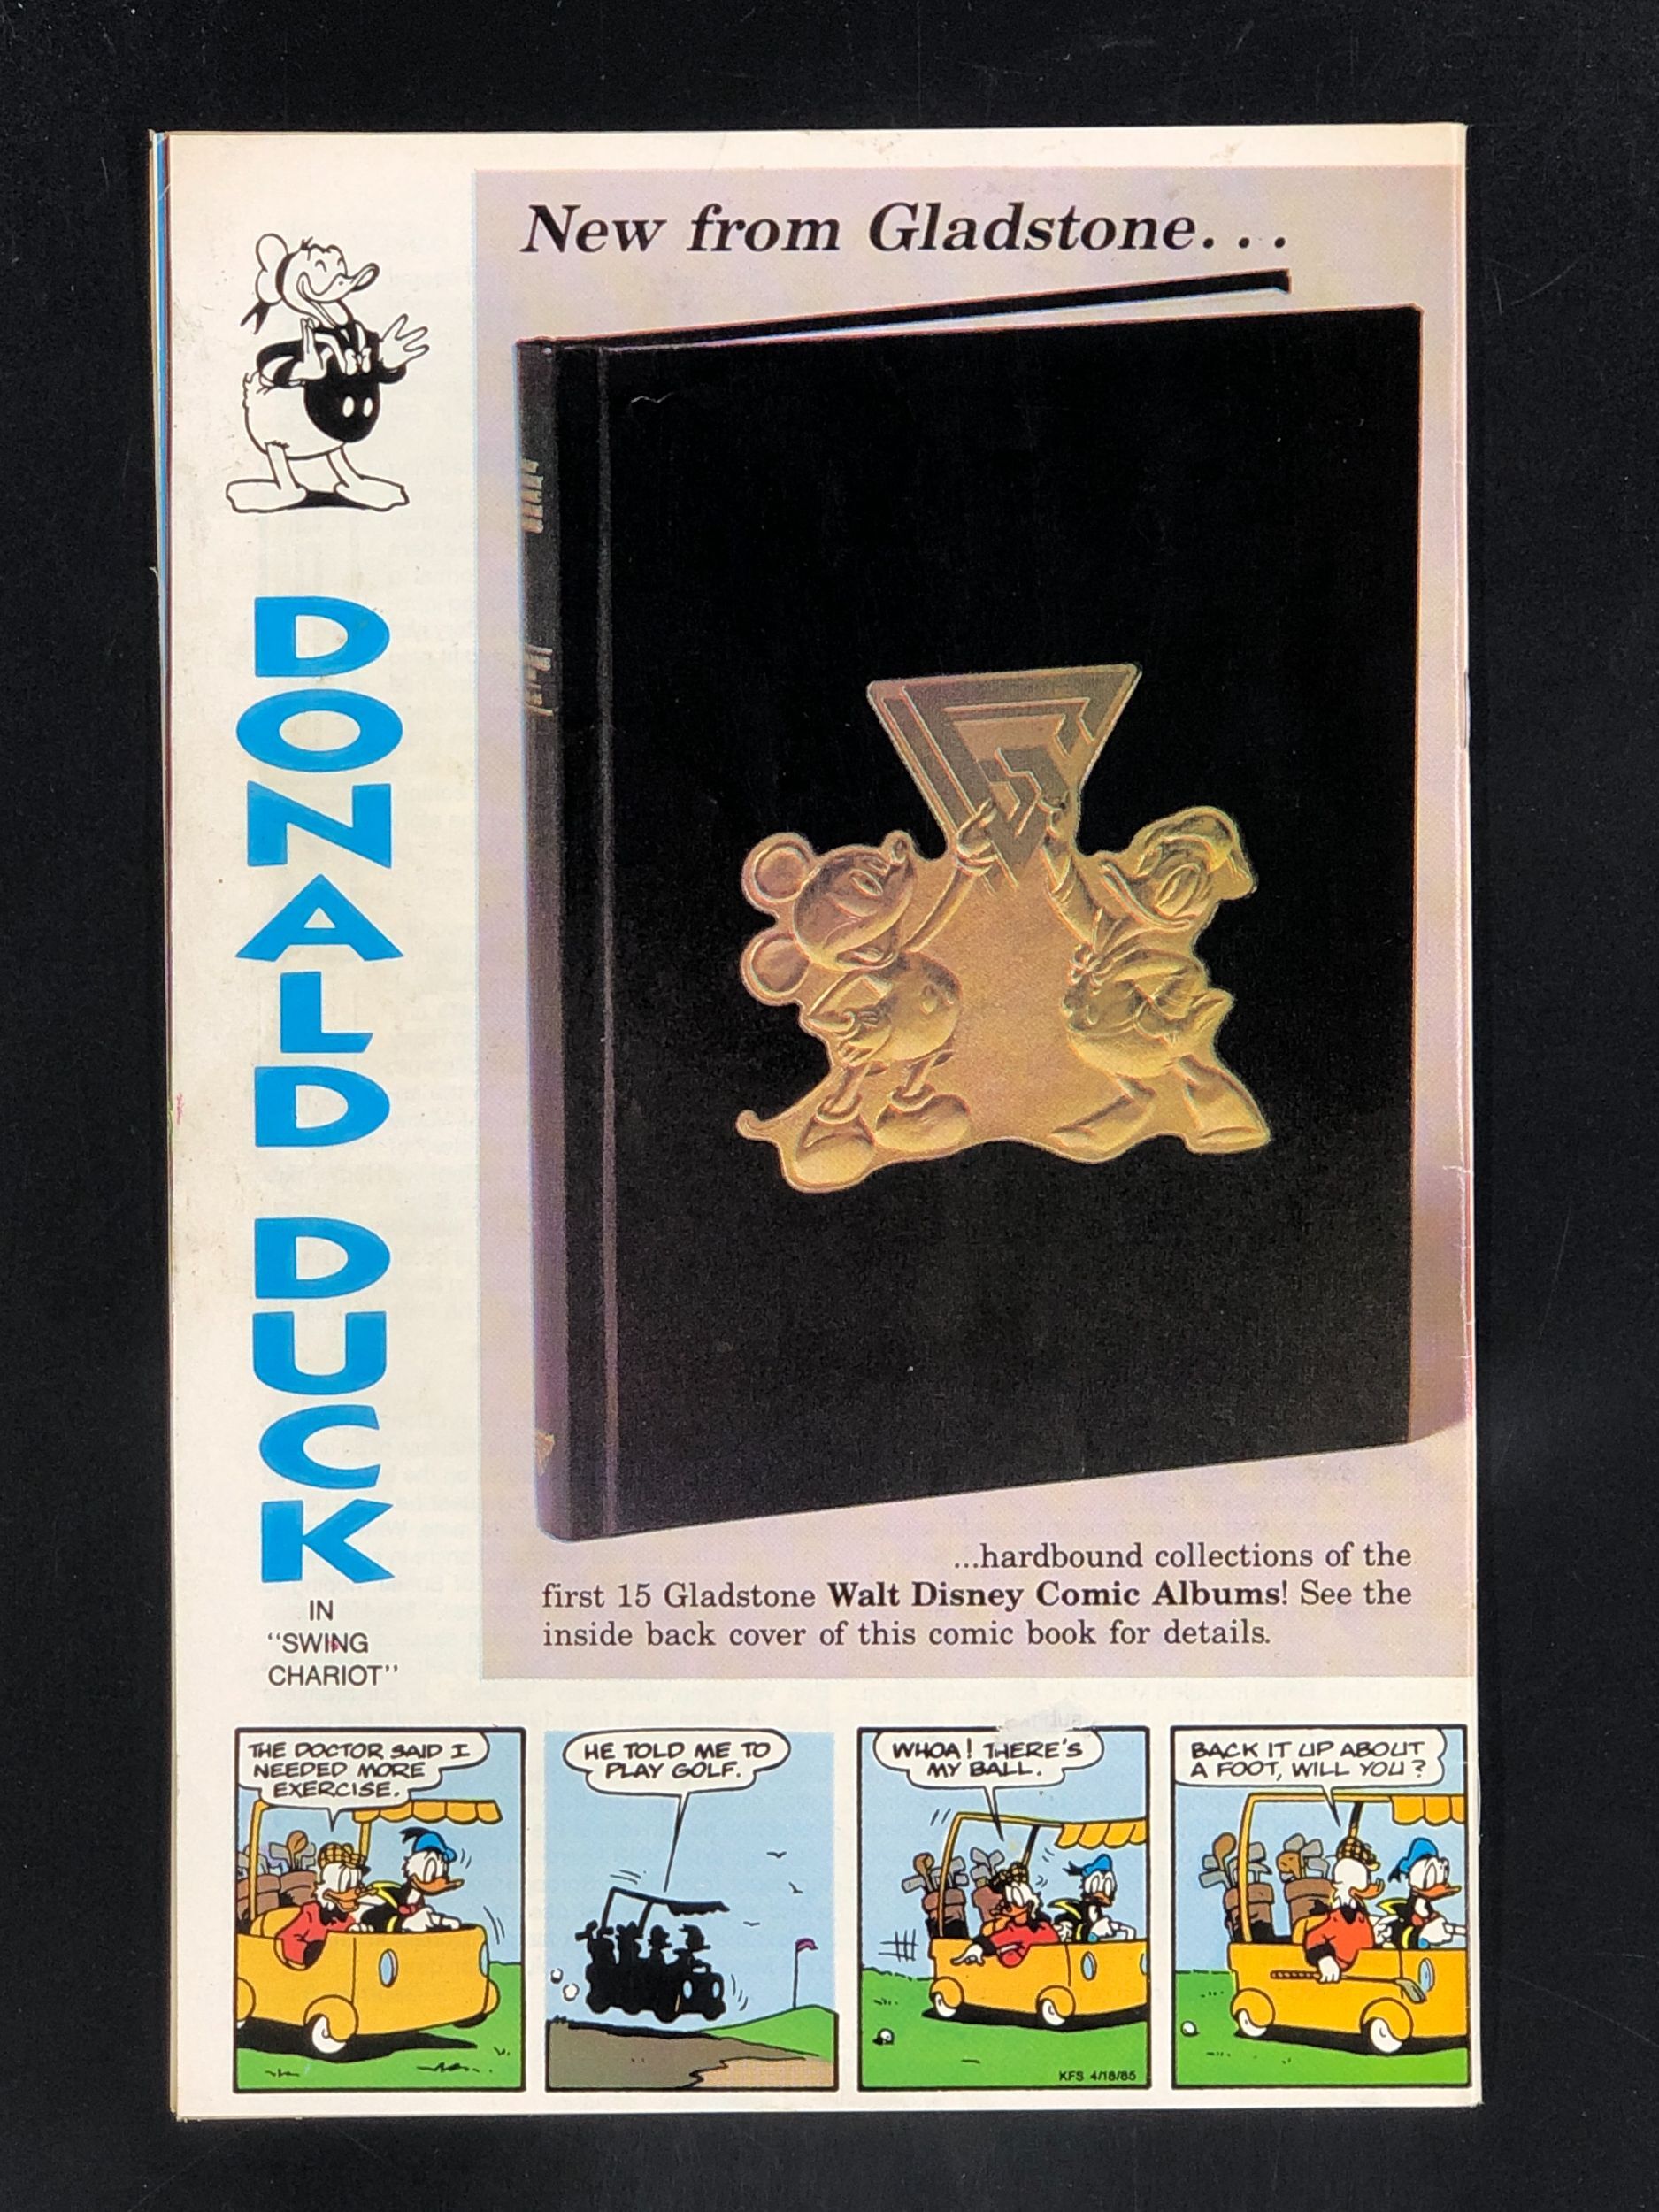 New from Gladstone...
DONALD
DUCK
IN
"SWING
CHARIOT"
...hardbound collections of the
first 15 Gladstone Walt Disney Comic Albums! See the
inside back cover of this comic book for details.
THE DOCTOR SAID I
NEEDED MORE
EXERCISE.
HE TOLD ME TO
PLAY GOLF.
WHOA! THERE'S
MY BALL.
KFS 4/18/85
BACK IT UP ABOUT
A FOOT, WILL YOU?